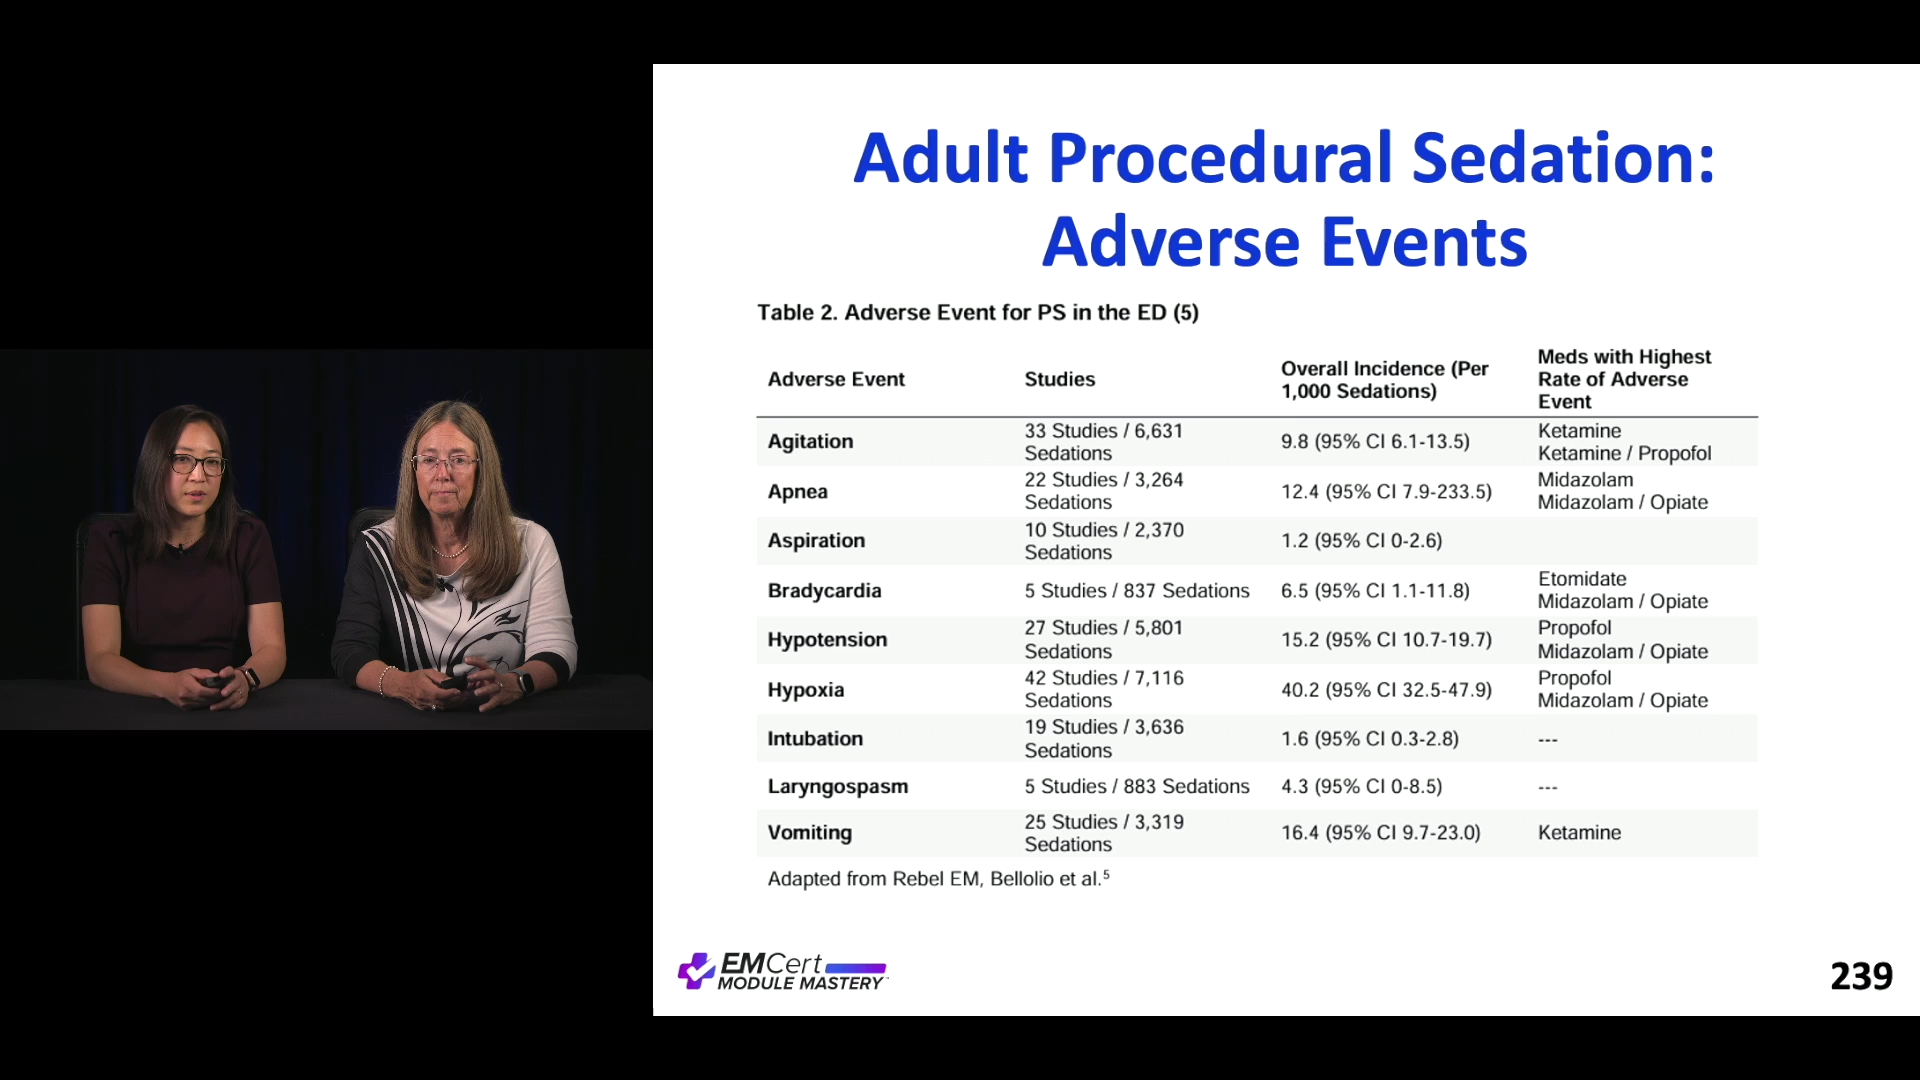 Adult Procedural Sedation:
Adverse Events
Table 2. Adverse Event for PS in the ED (5)
Adverse Event
Studies
Overall Incidence (Per
1,000 Sedations)
Meds with Highest
Rate of Adverse
Event
Agitation
33 Studies / 6,631
Sedations
9.8 (95% CI 6.1-13.5)
Ketamine
Ketamine / Propofol
Apnea
22 Studies / 3,264
Sedations
12.4 (95% CI 7.9-233.5)
Midazolam
Midazolam / Opiate
Aspiration
10 Studies / 2,370
Sedations
1.2 (95% CI 0-2.6)
Bradycardia
5 Studies / 837 Sedations
6.5 (95% CI 1.1-11.8)
Etomidate
Midazolam / Opiate
Hypotension
27 Studies / 5,801
Sedations
15.2 (95% CI 10.7-19.7)
Propofol
Midazolam / Opiate
Hypoxia
42 Studies / 7,116
Sedations
40.2 (95% CI 32.5-47.9)
Propofol
Midazolam / Opiate
Intubation
19 Studies / 3,636
Sedations
1.6 (95% CI 0.3-2.8)
---
Laryngospasm
5 Studies / 883 Sedations
4.3 (95% CI 0-8.5)
---
Vomiting
25 Studies / 3,319
Sedations
16.4 (95% CI 9.7-23.0)
Ketamine
Adapted from Rebel EM, Bellolio et al.⁵
EMCert
MODULE MASTERY
239